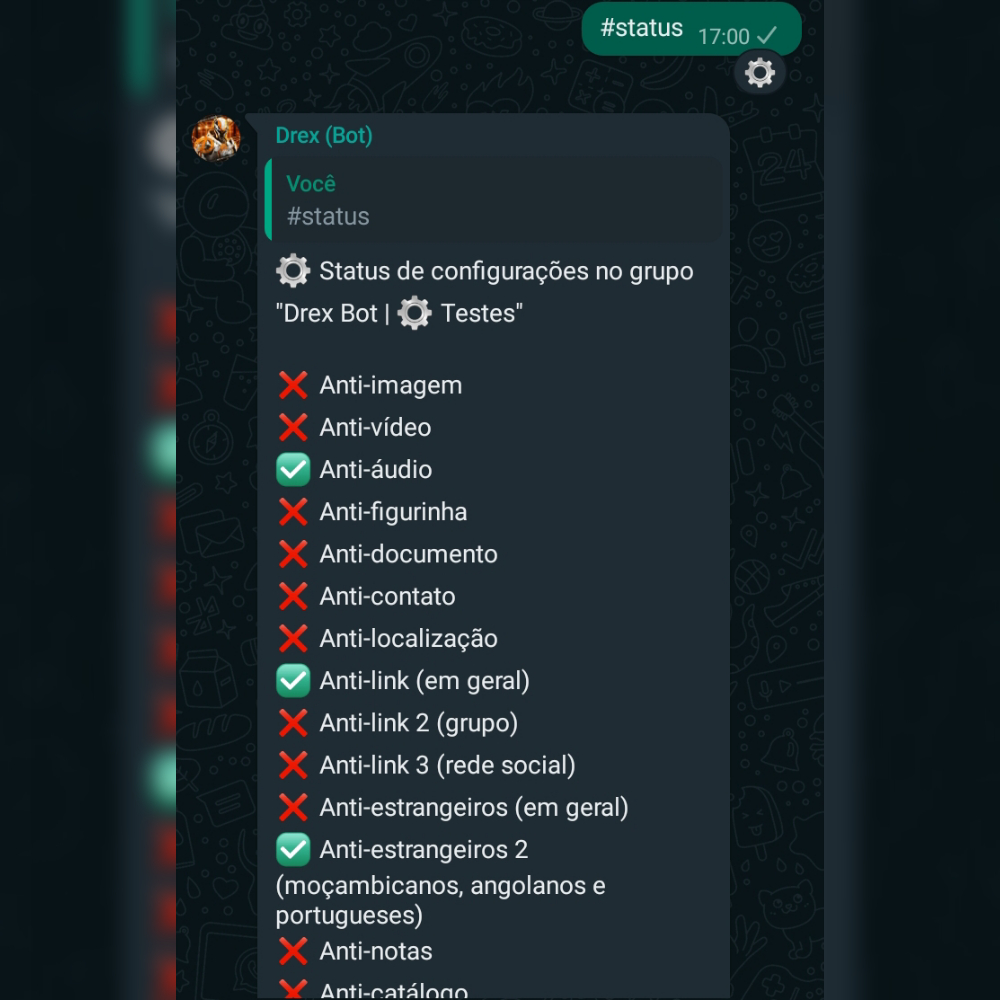 #status 17:00
Drex (Bot)
Você
#status
Status de configurações no grupo
"Drex Bot | ⚙️ Testes"
❌ Anti-imagem
❌ Anti-vídeo
✅ Anti-áudio
❌ Anti-figurinha
❌ Anti-documento
❌ Anti-contato
❌ Anti-localização
✅ Anti-link (em geral)
❌ Anti-link 2 (grupo)
❌ Anti-link 3 (rede social)
❌ Anti-estrangeiros (em geral)
✅ Anti-estrangeiros 2
(moçambicanos, angolanos e
portugueses)
❌ Anti-notas
❌ Anti-catálogo